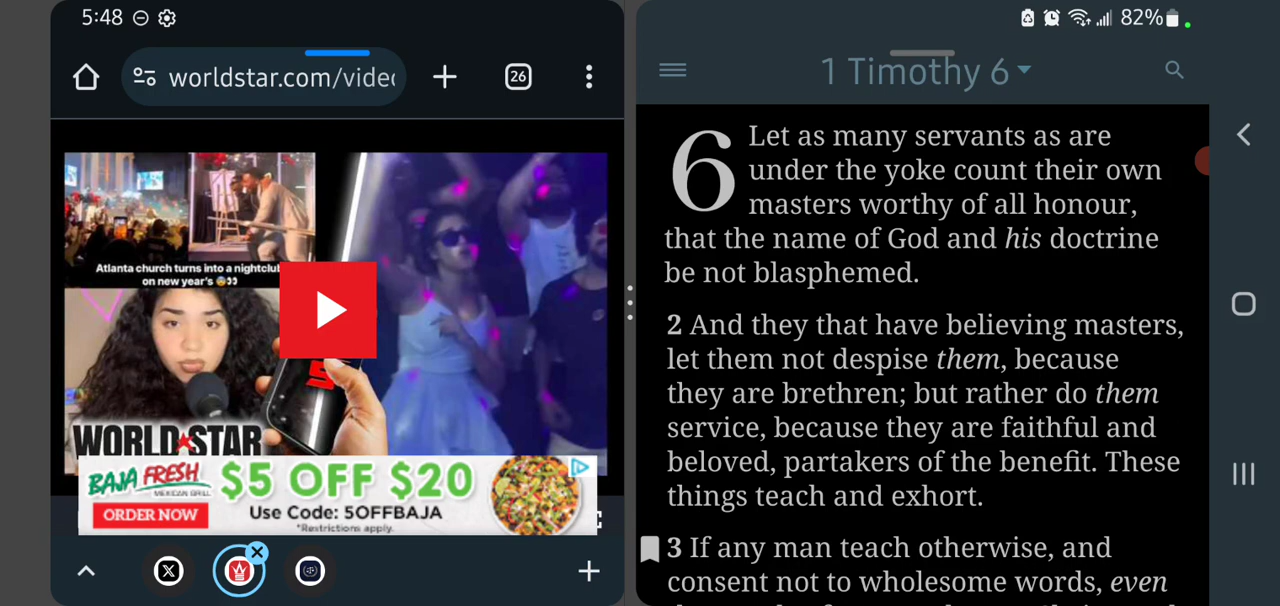 5:48
82%
worldstar.com/video
26
Atlanta church turns into a nightclub
on new year's 😨👀
5
WORLD STAR
BAJA FRESH
MEXICAN GRILL
ORDER NOW
$5 OFF $20
Use Code: 5OFFBAJA
*Restrictions apply.
1 Timothy 6
6 Let as many servants as are
under the yoke count their own
masters worthy of all honour,
that the name of God and his doctrine
be not blasphemed.
2 And they that have believing masters,
let them not despise them, because
they are brethren; but rather do them
service, because they are faithful and
beloved, partakers of the benefit. These
things teach and exhort.
3 If any man teach otherwise, and
consent not to wholesome words, even